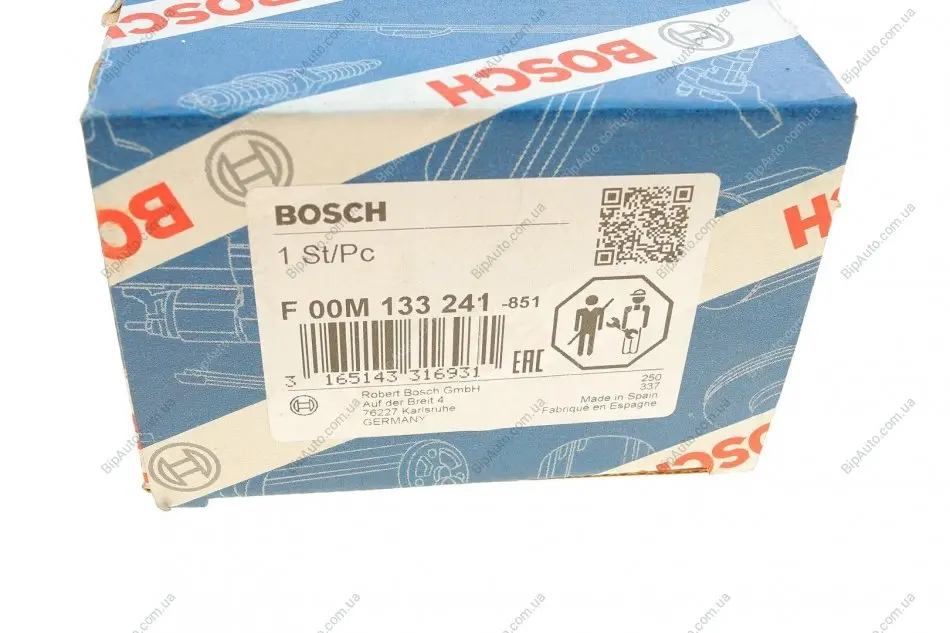 BOSCH
BOSCH
BOSCH
1 St/Pc
F 00M 133 241 -851
3 165143 316931
EAC
Robert Bosch GmbH
Auf der Breit 4
76227 Karlsruhe
GERMANY
250
337
Made in Spain
Fabriqué en Espagne
BipAuto.com.ua